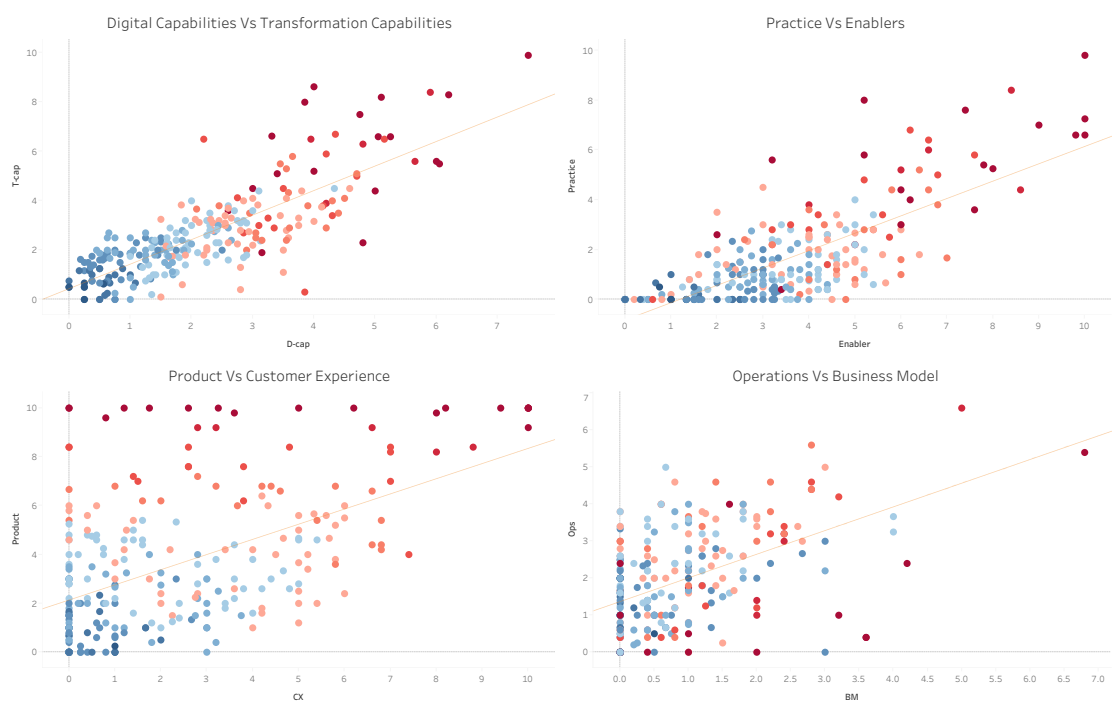 Digital Capabilities Vs Transformation Capabilities
10
8
6
4
2
0
T-cap
0 1 2 3 4 5 6 7
D-cap
Practice Vs Enablers
10
8
6
4
2
0
Practice
0 1 2 3 4 5 6 7 8 9 10
Enabler
Product Vs Customer Experience
10
8
6
4
2
0
Product
0 1 2 3 4 5 6 7 8 9 10
CX
Operations Vs Business Model
7
6
5
4
3
2
1
0
Ops
0.0 0.5 1.0 1.5 2.0 2.5 3.0 3.5 4.0 4.5 5.0 5.5 6.0 6.5 7.0
BM